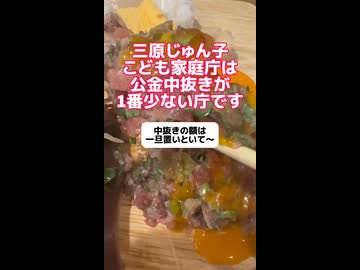 三原じゅん子
こども家庭庁は
公金中抜きが
1番少ない庁です
中抜きの額は
一旦置いといて〜